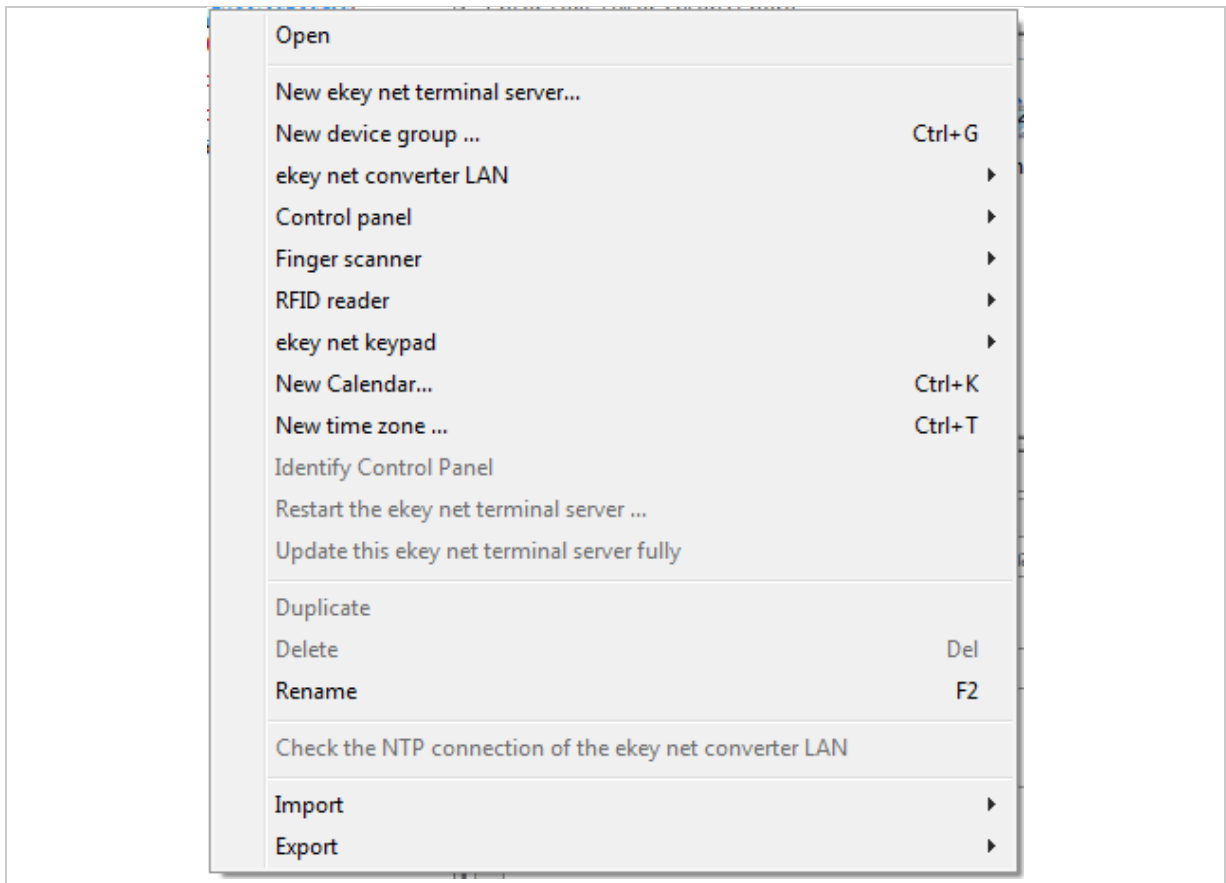 Open
New ekey net terminal server...
New device group ... Ctrl+G
ekey net converter LAN
Control panel
Finger scanner
RFID reader
ekey net keypad
New Calendar... Ctrl+K
New time zone ... Ctrl+T
Identify Control Panel
Restart the ekey net terminal server ...
Update this ekey net terminal server fully
Duplicate
Delete Del
Rename F2
Check the NTP connection of the ekey net converter LAN
Import
Export